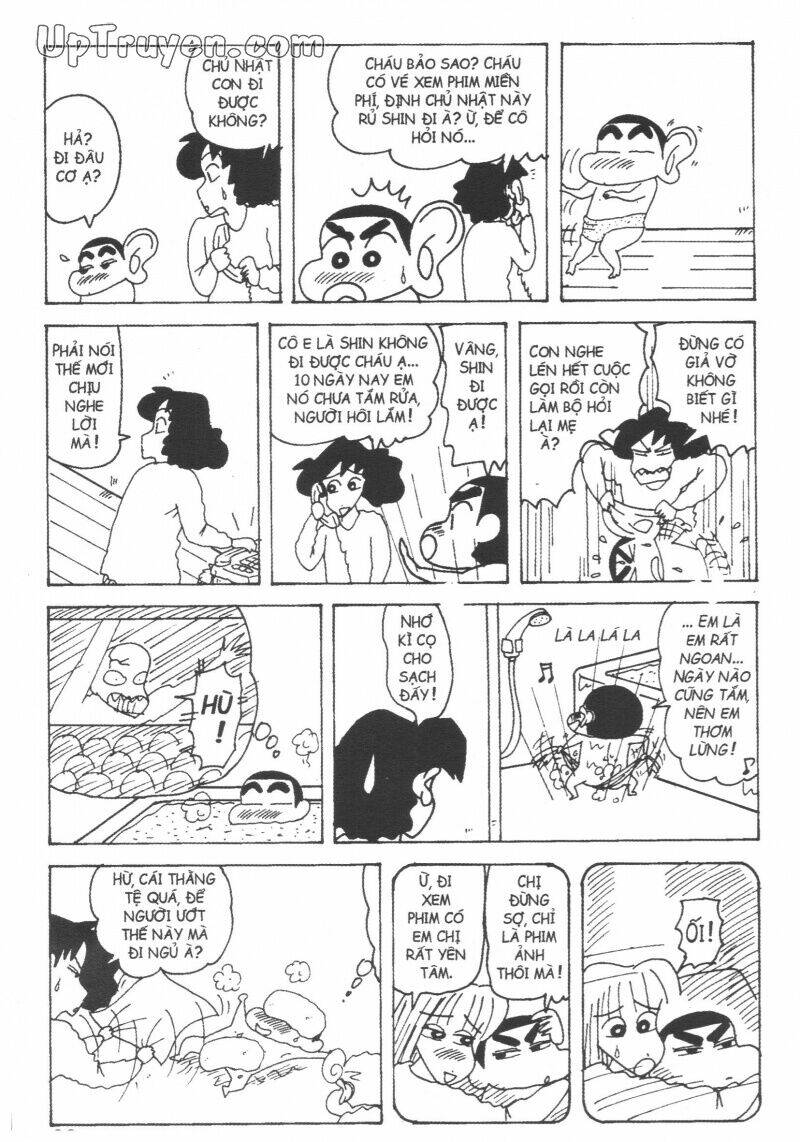 UpTruyen.com
CHÁU BẢO SAO? CHÁU
CÓ VÉ XEM PHIM MIỄN
PHÍ, ĐỊNH CHỦ NHẬT NÀY
RỦ SHIN ĐI À? Ừ, ĐỂ CÔ
HỎI NÓ...
CHỦ NHẬT
CON ĐI
ĐƯỢC
KHÔNG?
HẢ?
ĐI ĐÂU
CƠ Ạ?
ĐỪNG CÓ
GIẢ VỜ
KHÔNG
BIẾT GÌ
NHÉ!
CON NGHE
LÉN HẾT CUỘC
GỌI RỒI CÒN
LÀM BỘ HỎI
LẠI MẸ
À?
VÂNG,
SHIN
ĐI
ĐƯỢC
Ạ!
CÔ E LÀ SHIN KHÔNG
ĐI ĐƯỢC CHÁU Ạ...
10 NGÀY NAY EM
NÓ CHƯA TẮM RỬA,
NGƯỜI HÔI LẮM!
PHẢI NÓI
THẾ MỚI
CHỊU
NGHE
LỜI
MÀ!
... EM LÀ
EM RẤT
NGOAN...
NGÀY NÀO
CŨNG TẮM,
NÊN EM
THƠM
LỪNG!
LÀ LA LÁ LA
NHỚ
KÌ CỌ
CHO
SẠCH
ĐẤY!
HÙ
!
ỐI!
CHỊ
ĐỪNG
SỢ, CHỈ
LÀ PHIM
ẢNH
THÔI MÀ!
Ừ, ĐI
XEM
PHIM CÓ
EM CHỊ
RẤT YÊN
TÂM.
HỪ, CÁI THẰNG
TỆ QUÁ, ĐỂ
NGƯỜI ƯỚT
THẾ NÀY MÀ
ĐI NGỦ À?